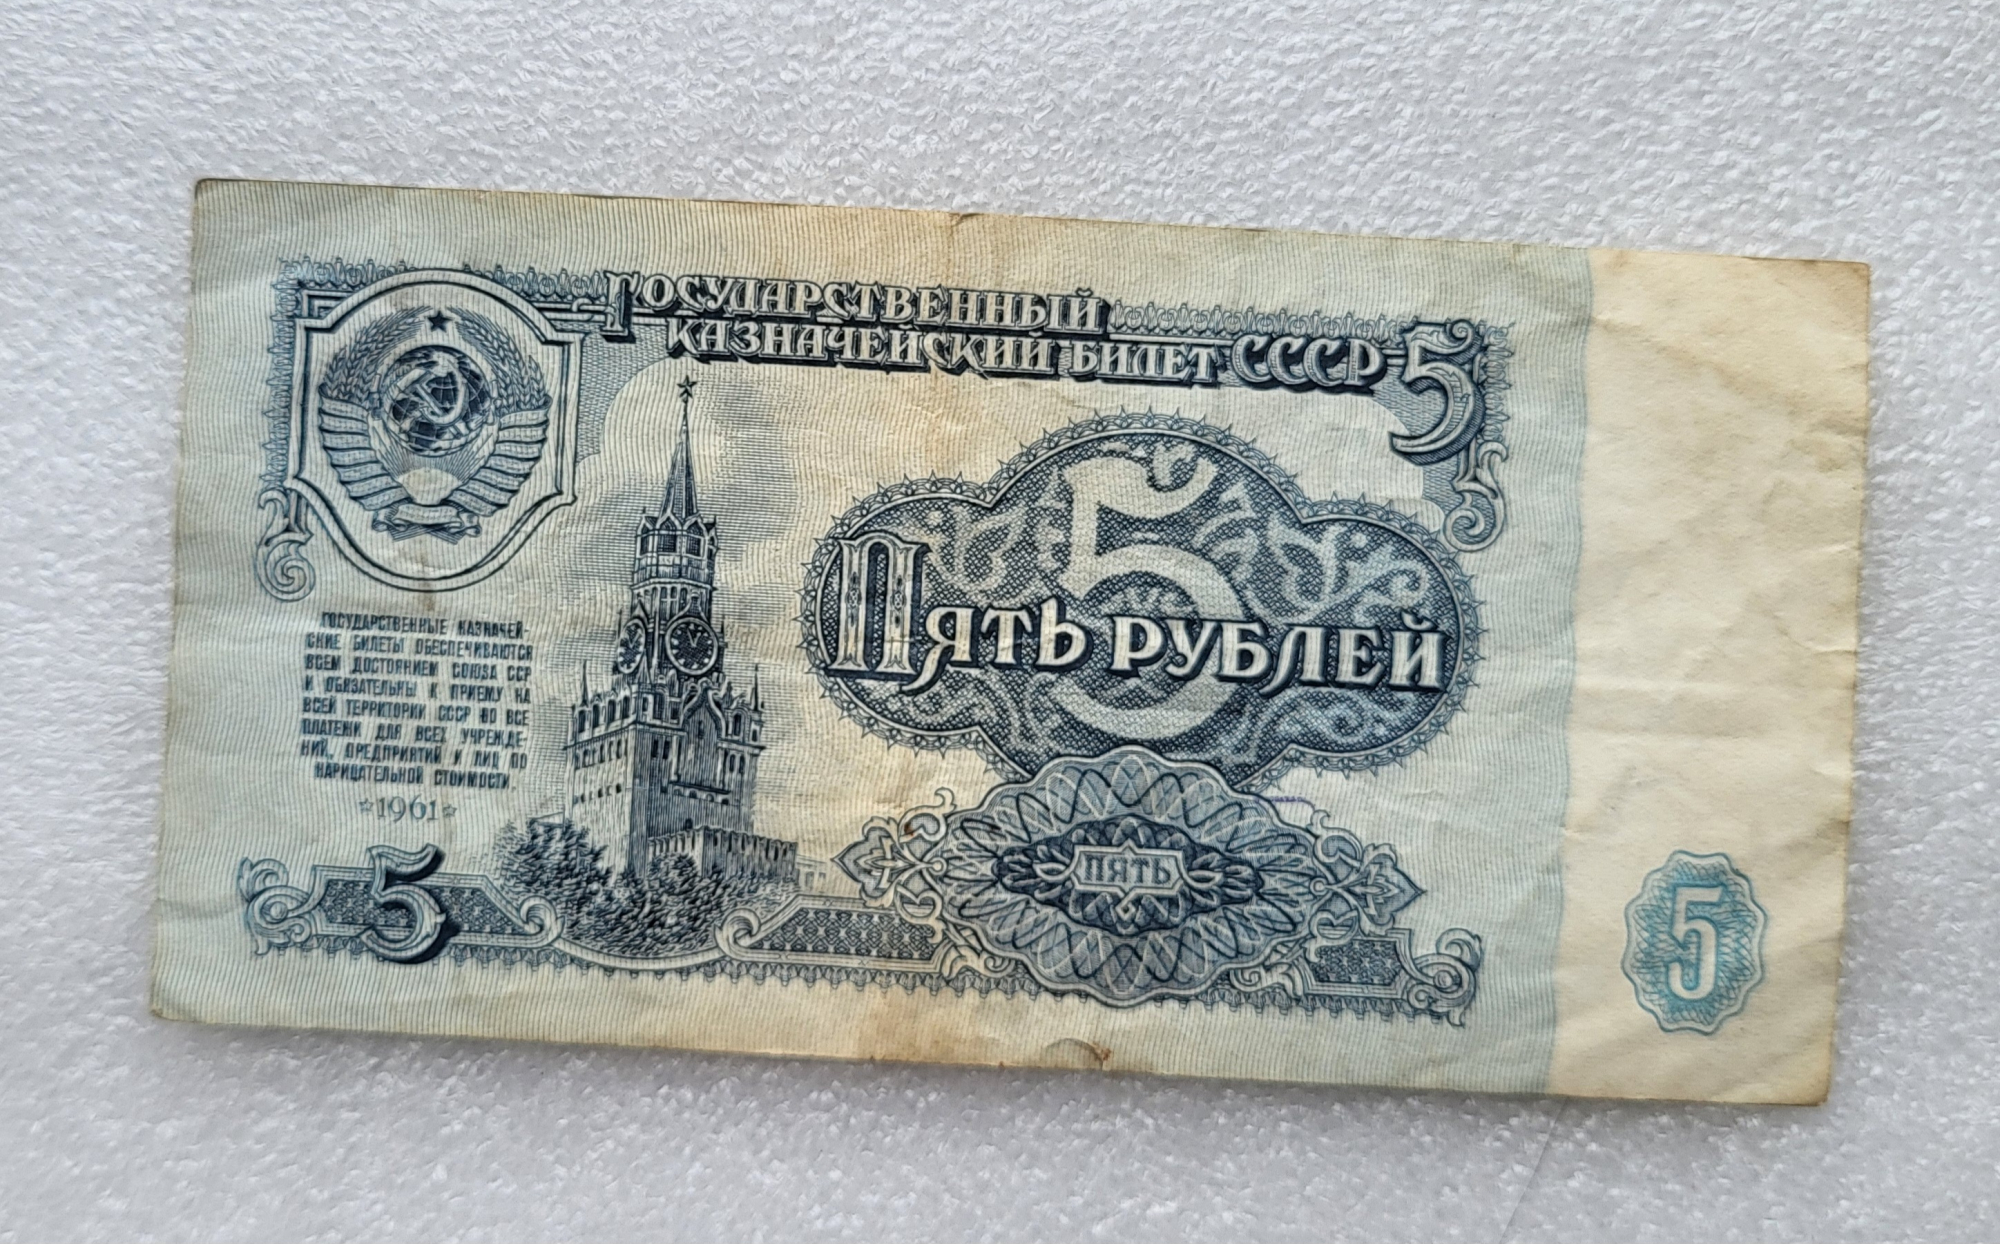 Государственный
казначейский билет СССР
5
5
Пять рублей
ГОСУДАРСТВЕННЫЕ КАЗНАЧЕЙ-
СКИЕ БИЛЕТЫ ОБЕСПЕЧИВАЮТСЯ
ВСЕМ ДОСТОЯНИЕМ СОЮЗА ССР
И ОБЯЗАТЕЛЬНЫ К ПРИЕМУ НА
ВСЕЙ ТЕРРИТОРИИ СССР ВО ВСЕ
ПЛАТЕЖИ ДЛЯ ВСЕХ УЧРЕЖДЕ-
НИЙ, ПРЕДПРИЯТИЙ И ЛИЦ ПО
НАРИЦАТЕЛЬНОЙ СТОИМОСТИ.
☆1961☆
5
ПЯТЬ
5